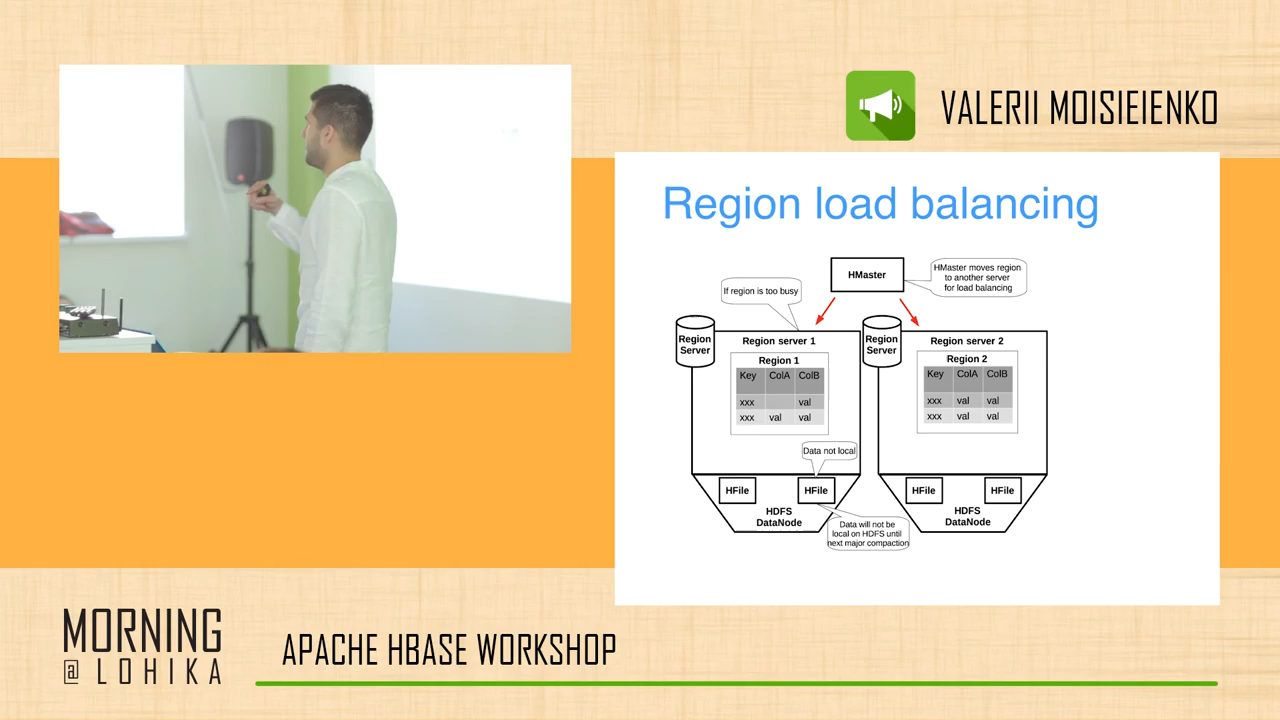 VALERII MOISIEIENKO
Region load balancing
HMaster
HMaster moves region
to another server
for load balancing
If region is too busy
Region
Server
Region server 1
Region 1
Key ColA ColB
xxx val
xxx val val
Data not local
HFile HFile
HDFS
DataNode
Data will not be
local on HDFS until
next major compaction
Region
Server
Region server 2
Region 2
Key ColA ColB
xxx val val
xxx val val
HFile HFile
HDFS
DataNode
MORNING
@ LOHIKA
APACHE HBASE WORKSHOP